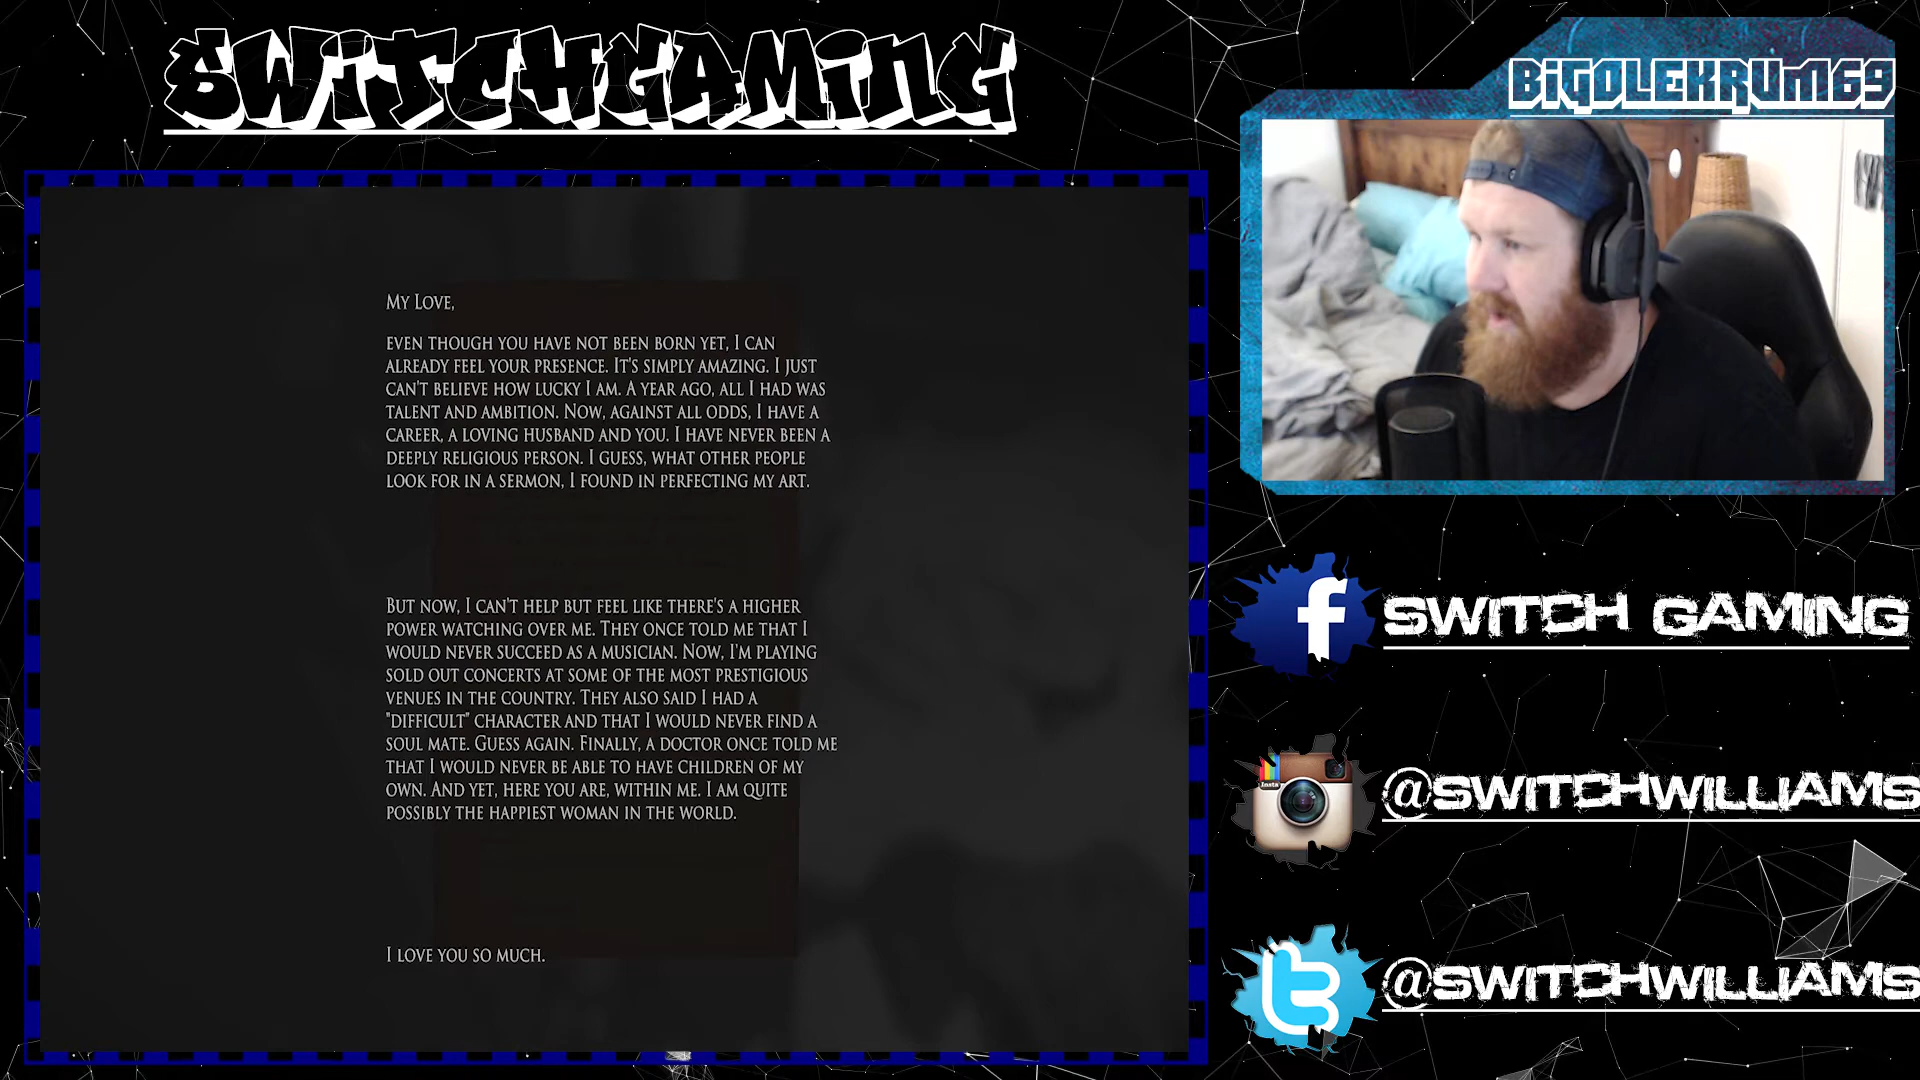 SWITCHGAMING
BIGOLEKRUM69
MY LOVE,
EVEN THOUGH YOU HAVE NOT BEEN BORN YET, I CAN
ALREADY FEEL YOUR PRESENCE. IT'S SIMPLY AMAZING. I JUST
CAN'T BELIEVE HOW LUCKY I AM. A YEAR AGO, ALL I HAD WAS
TALENT AND AMBITION. NOW, AGAINST ALL ODDS, I HAVE A
CAREER, A LOVING HUSBAND AND YOU. I HAVE NEVER BEEN A
DEEPLY RELIGIOUS PERSON. I GUESS, WHAT OTHER PEOPLE
LOOK FOR IN A SERMON, I FOUND IN PERFECTING MY ART.
BUT NOW, I CAN'T HELP BUT FEEL LIKE THERE'S A HIGHER
POWER WATCHING OVER ME. THEY ONCE TOLD ME THAT I
WOULD NEVER SUCCEED AS A MUSICIAN. NOW, I'M PLAYING
SOLD OUT CONCERTS AT SOME OF THE MOST PRESTIGIOUS
VENUES IN THE COUNTRY. THEY ALSO SAID I HAD A
"DIFFICULT" CHARACTER AND THAT I WOULD NEVER FIND A
SOUL MATE. GUESS AGAIN. FINALLY, A DOCTOR ONCE TOLD ME
THAT I WOULD NEVER BE ABLE TO HAVE CHILDREN OF MY
OWN. AND YET, HERE YOU ARE, WITHIN ME. I AM QUITE
POSSIBLY THE HAPPIEST WOMAN IN THE WORLD.
I LOVE YOU SO MUCH.
f
SWITCH GAMING
Insta
@SWITCHWILLIAMS
@SWITCHWILLIAMS